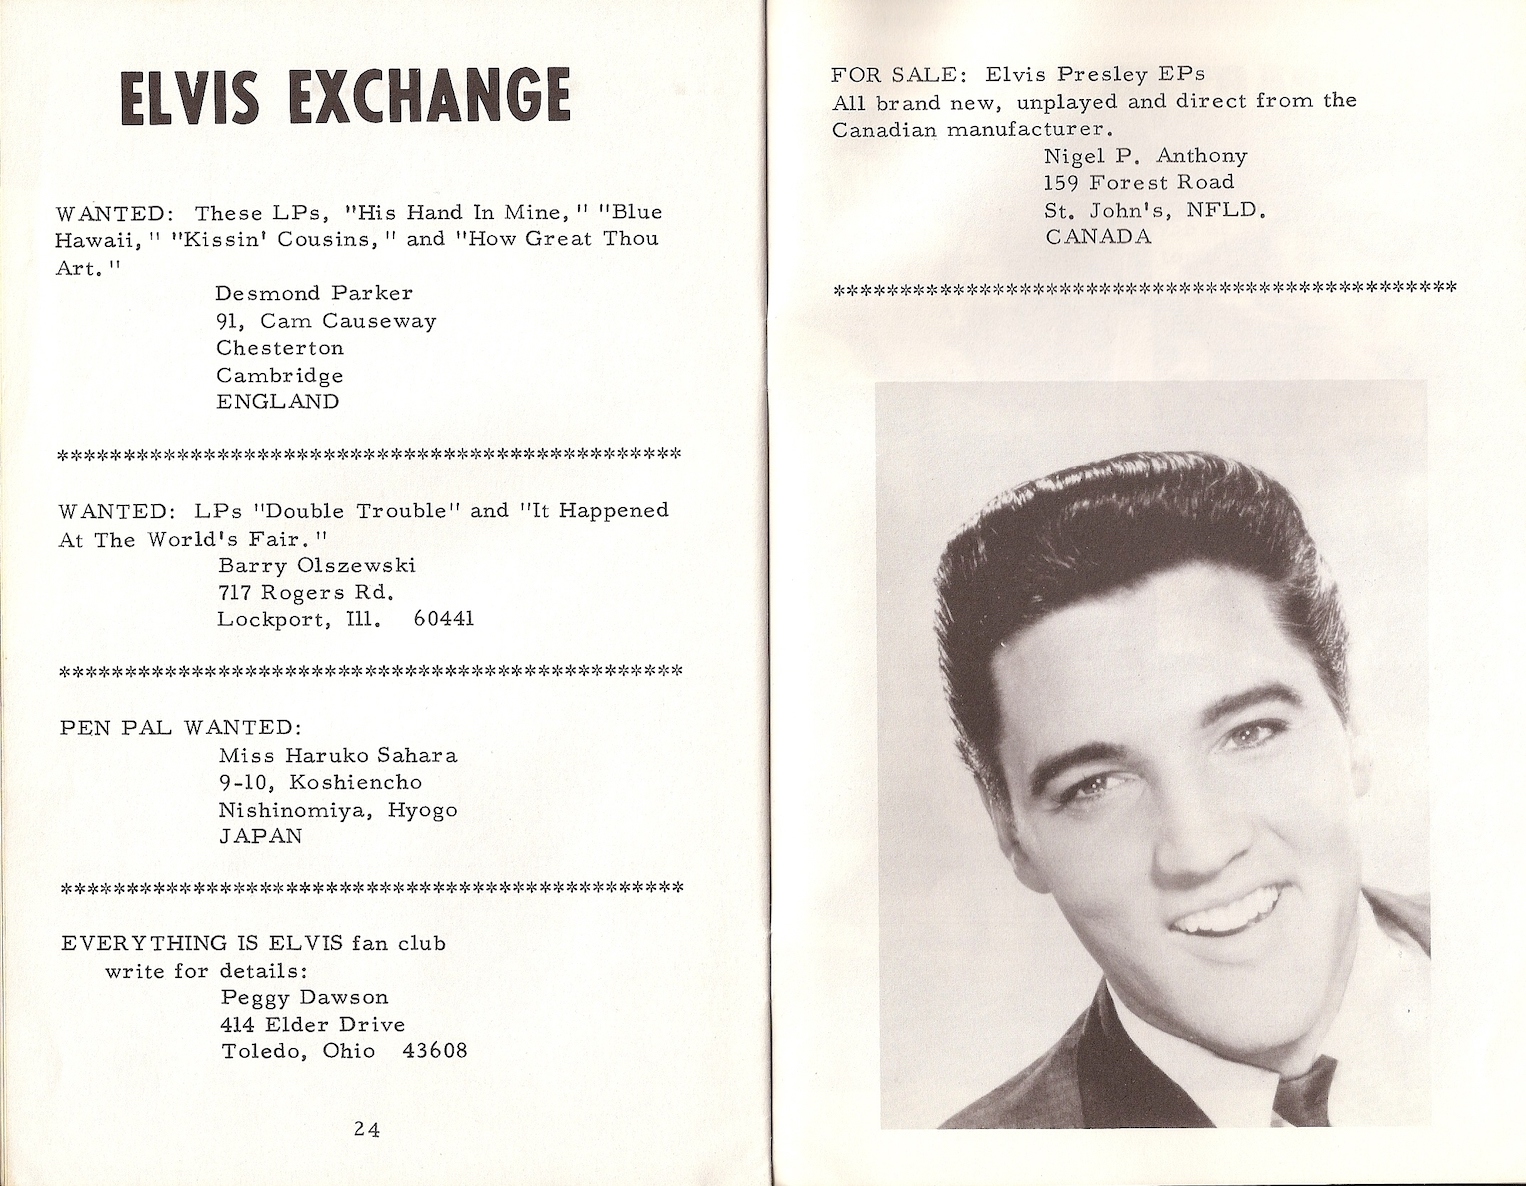 ELVIS EXCHANGE
WANTED: These LPs, "His Hand In Mine," "Blue
Hawaii," "Kissin' Cousins," and "How Great Thou
Art."
Desmond Parker
91, Cam Causeway
Chesterton
Cambridge
ENGLAND
***********************************************
WANTED: LPs "Double Trouble" and "It Happened
At The World's Fair."
Barry Olszewski
717 Rogers Rd.
Lockport, Ill. 60441
***********************************************
PEN PAL WANTED:
Miss Haruko Sahara
9-10, Koshiencho
Nishinomiya, Hyogo
JAPAN
***********************************************
EVERYTHING IS ELVIS fan club
write for details:
Peggy Dawson
414 Elder Drive
Toledo, Ohio 43608
24
FOR SALE: Elvis Presley EPs
All brand new, unplayed and direct from the
Canadian manufacturer.
Nigel P. Anthony
159 Forest Road
St. John's, NFLD.
CANADA
***********************************************